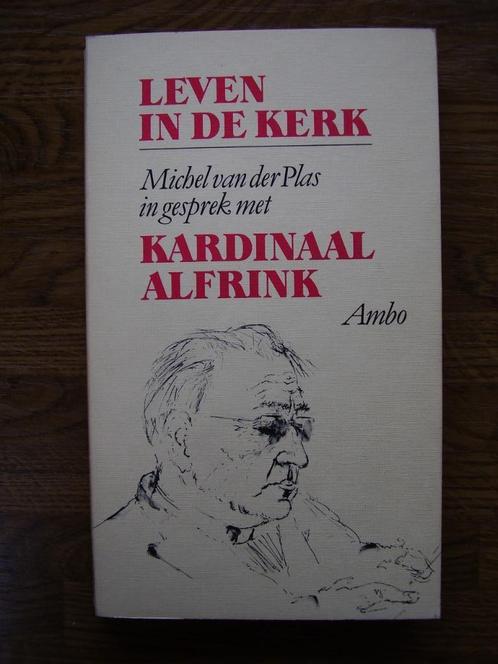 LEVEN
IN DE KERK
Michel van der Plas
in gesprek met
KARDINAAL
ALFRINK
Ambo